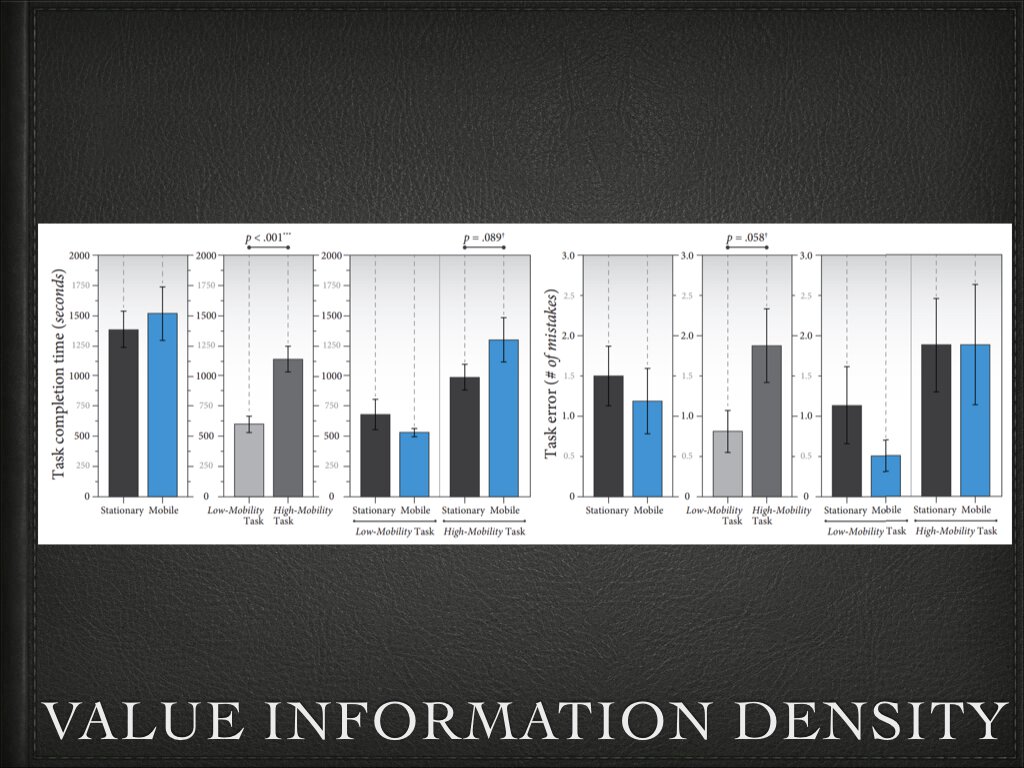 p < .001***
p = .089†
p = .058†
Task completion time (seconds)
2000
1750
1500
1250
1000
750
500
250
0
Stationary Mobile
2000
1750
1500
1250
1000
750
500
250
0
Low-Mobility Task
High-Mobility Task
2000
1750
1500
1250
1000
750
500
250
0
Stationary Mobile
Stationary Mobile
Low-Mobility Task
High-Mobility Task
Task error (# of mistakes)
3.0
2.5
2.0
1.5
1.0
0.5
0
Stationary Mobile
3.0
2.5
2.0
1.5
1.0
0.5
0
Low-Mobility Task
High-Mobility Task
3.0
2.5
2.0
1.5
1.0
0.5
0
Stationary Mobile
Stationary Mobile
Low-Mobility Task
High-Mobility Task
VALUE INFORMATION DENSITY